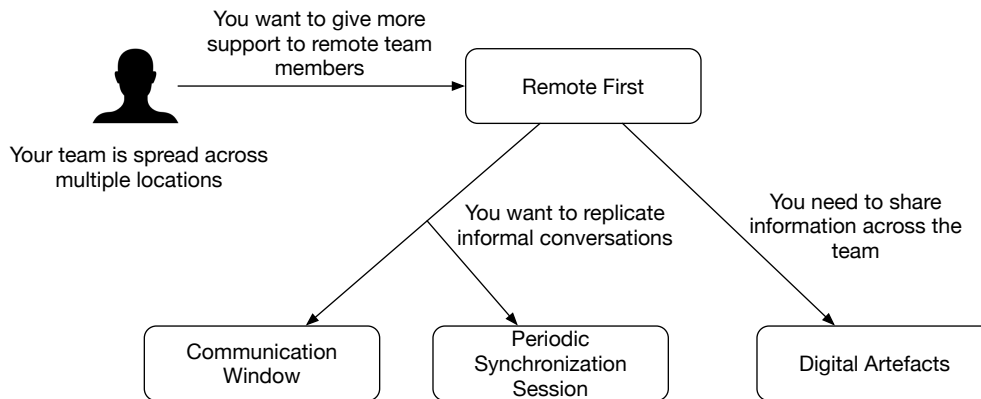 You want to give more
support to remote team
members
Remote First
Your team is spread across
multiple locations
You want to replicate
informal conversations
You need to share
information across the
team
Communication
Window
Periodic
Synchronization
Session
Digital Artefacts